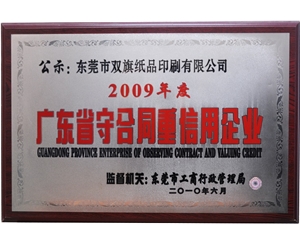 公示：东莞市双旗纸品印刷有限公司
2009年度
广东省守合同重信用企业
GUANGDONG PROVINCE ENTERPRISE OF OBSERVING CONTRACT AND VALUING CREDIT
监督机关：东莞市工商行政管理局
二〇一〇年六月